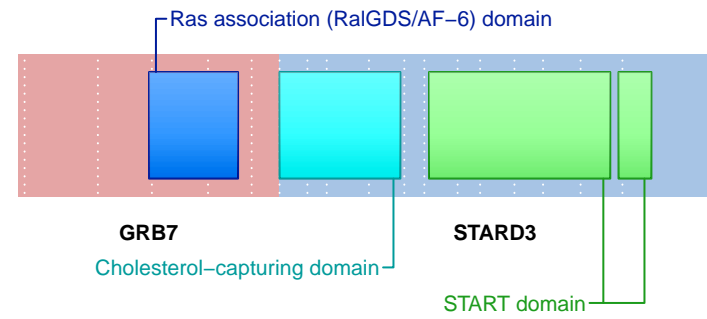 Ras association (RalGDS/AF−6) domain
GRB7
STARD3
Cholesterol−capturing domain
START domain